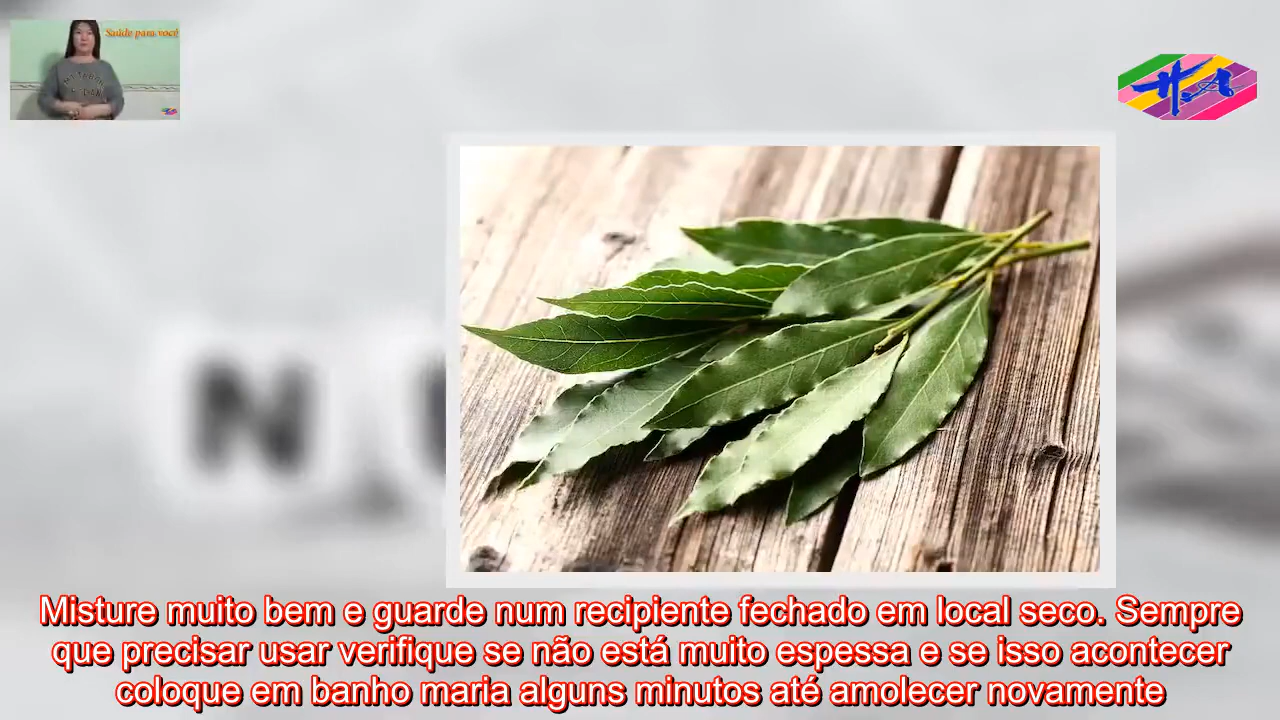 Saúde para você
H.A
N
Misture muito bem e guarde num recipiente fechado em local seco. Sempre
que precisar usar verifique se não está muito espessa e se isso acontecer
coloque em banho maria alguns minutos até amolecer novamente